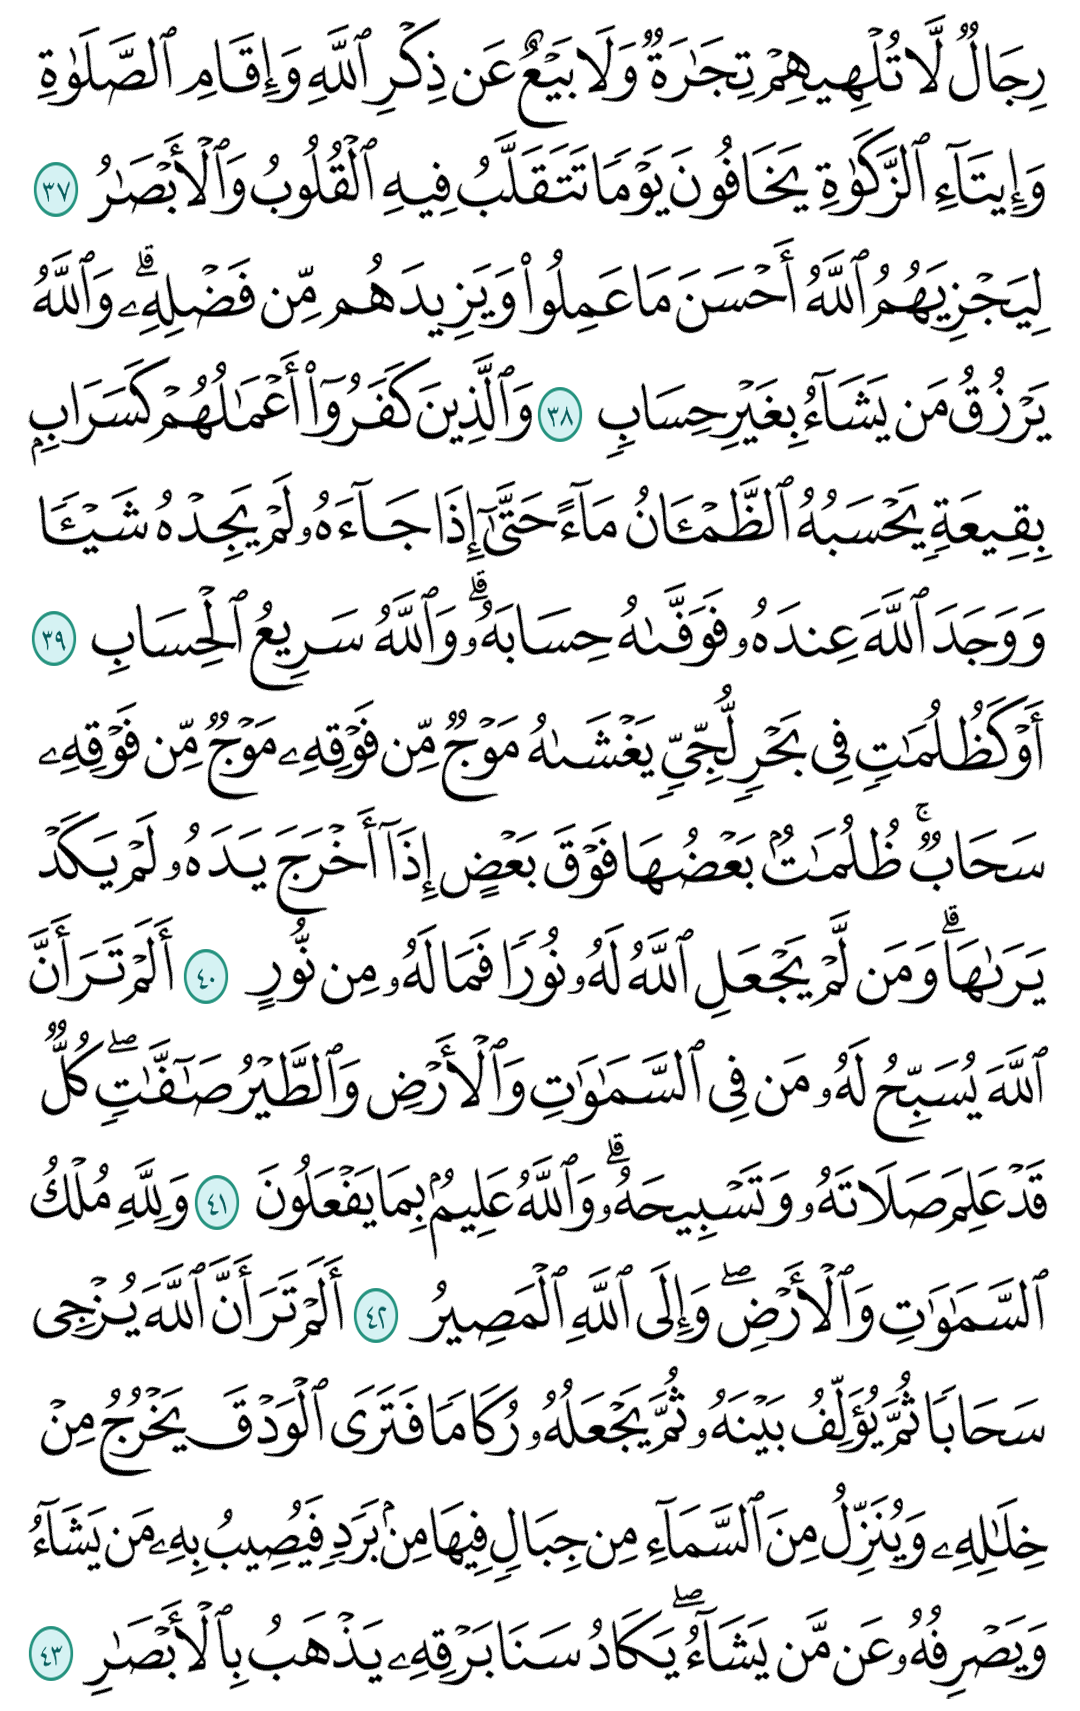 رِجَالٌ لَّا تُلْهِيهِمْ تِجَٰرَةٌ وَلَا بَيْعٌ عَن ذِكْرِ ٱللَّهِ وَإِقَامِ ٱلصَّلَوٰةِ
وَإِيتَآءِ ٱلزَّكَوٰةِ يَخَافُونَ يَوْمًا تَتَقَلَّبُ فِيهِ ٱلْقُلُوبُ وَٱلْأَبْصَٰرُ ٣٧
لِيَجْزِيَهُمُ ٱللَّهُ أَحْسَنَ مَا عَمِلُوا۟ وَيَزِيدَهُم مِّن فَضْلِهِۦۗ وَٱللَّهُ
يَرْزُقُ مَن يَشَآءُ بِغَيْرِ حِسَابٍ ٣٨ وَٱلَّذِينَ كَفَرُوٓا۟ أَعْمَٰلُهُمْ كَسَرَابٍۭ
بِقِيعَةٍ يَحْسَبُهُ ٱلظَّمْـَٔانُ مَآءً حَتَّىٰٓ إِذَا جَآءَهُۥ لَمْ يَجِدْهُ شَيْـًٔا
وَوَجَدَ ٱللَّهَ عِندَهُۥ فَوَفَّىٰهُ حِسَابَهُۥۗ وَٱللَّهُ سَرِيعُ ٱلْحِسَابِ ٣٩
أَوْ كَظُلُمَٰتٍ فِى بَحْرٍ لُّجِّىٍّ يَغْشَىٰهُ مَوْجٌ مِّن فَوْقِهِۦ مَوْجٌ مِّن فَوْقِهِۦ
سَحَابٌۚ ظُلُمَٰتٌۢ بَعْضُهَا فَوْقَ بَعْضٍ إِذَآ أَخْرَجَ يَدَهُۥ لَمْ يَكَدْ
يَرَىٰهَاۗ وَمَن لَّمْ يَجْعَلِ ٱللَّهُ لَهُۥ نُورًا فَمَا لَهُۥ مِن نُّورٍ ٤٠ أَلَمْ تَرَ أَنَّ
ٱللَّهَ يُسَبِّحُ لَهُۥ مَن فِى ٱلسَّمَٰوَٰتِ وَٱلْأَرْضِ وَٱلطَّيْرُ صَٰٓفَّٰتٍۖ كُلٌّ
قَدْ عَلِمَ صَلَاتَهُۥ وَتَسْبِيحَهُۥۗ وَٱللَّهُ عَلِيمٌۢ بِمَا يَفْعَلُونَ ٤١ وَلِلَّهِ مُلْكُ
ٱلسَّمَٰوَٰتِ وَٱلْأَرْضِۖ وَإِلَى ٱللَّهِ ٱلْمَصِيرُ ٤٢ أَلَمْ تَرَ أَنَّ ٱللَّهَ يُزْجِى
سَحَابًا ثُمَّ يُؤَلِّفُ بَيْنَهُۥ ثُمَّ يَجْعَلُهُۥ رُكَامًا فَتَرَى ٱلْوَدْقَ يَخْرُجُ مِنْ
خِلَٰلِهِۦ وَيُنَزِّلُ مِنَ ٱلسَّمَآءِ مِن جِبَالٍ فِيهَا مِنۢ بَرَدٍ فَيُصِيبُ بِهِۦ مَن يَشَآءُ
وَيَصْرِفُهُۥ عَن مَّن يَشَآءُۖ يَكَادُ سَنَا بَرْقِهِۦ يَذْهَبُ بِٱلْأَبْصَٰرِ ٤٣